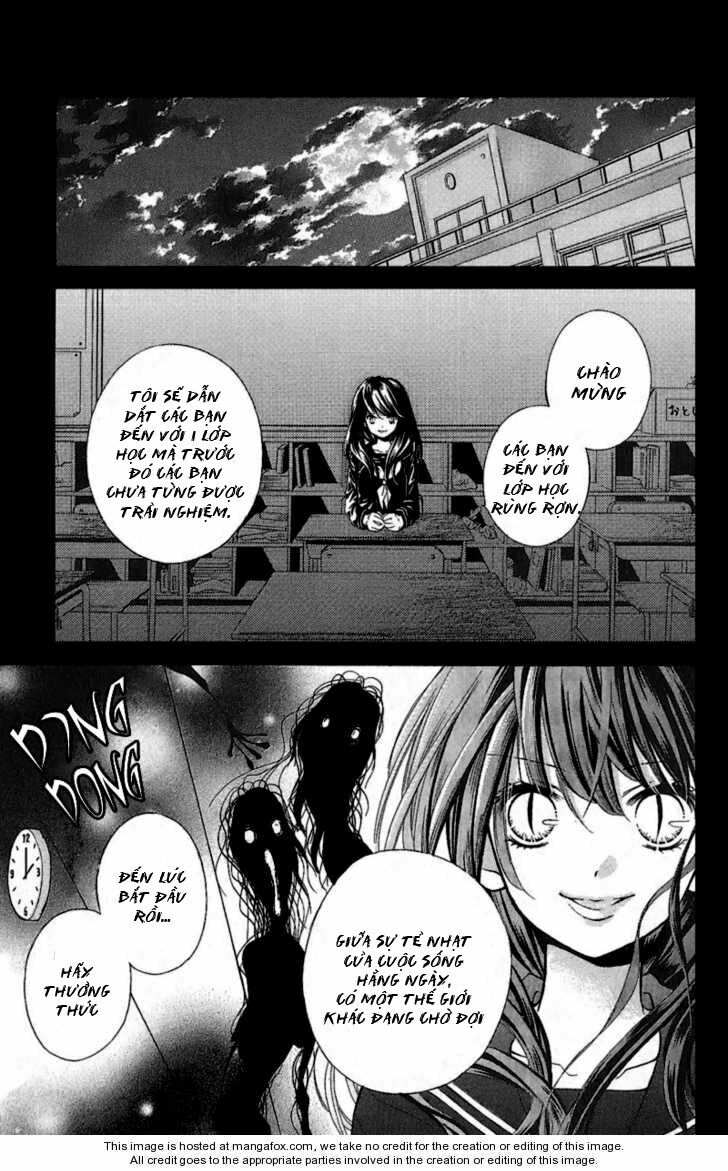 CHÀO
MỪNG
CÁC BẠN
ĐẾN VỚI
LỚP HỌC
RÙNG RỢN.
TÔI SẼ DẪN
DẮT CÁC BẠN
ĐẾN VỚI 1 LỚP
HỌC MÀ TRƯỚC
ĐÓ CÁC BẠN
CHƯA TỪNG ĐƯỢC
TRẢI NGHIỆM.
DING
DONG
12
9
3
6
GIỮA SỰ TẺ NHẠT
CỦA CUỘC SỐNG
HẰNG NGÀY,
CÓ MỘT THẾ GIỚI
KHÁC ĐANG CHỜ ĐỢI
ĐẾN LÚC
BẮT ĐẦU
RỒI...
HÃY
THƯỞNG
THỨC
This image is hosted at mangafox.com, we take no credit for the creation or editing of this image.
All credit goes to the appropriate parties involved in the creation or editing of this image.